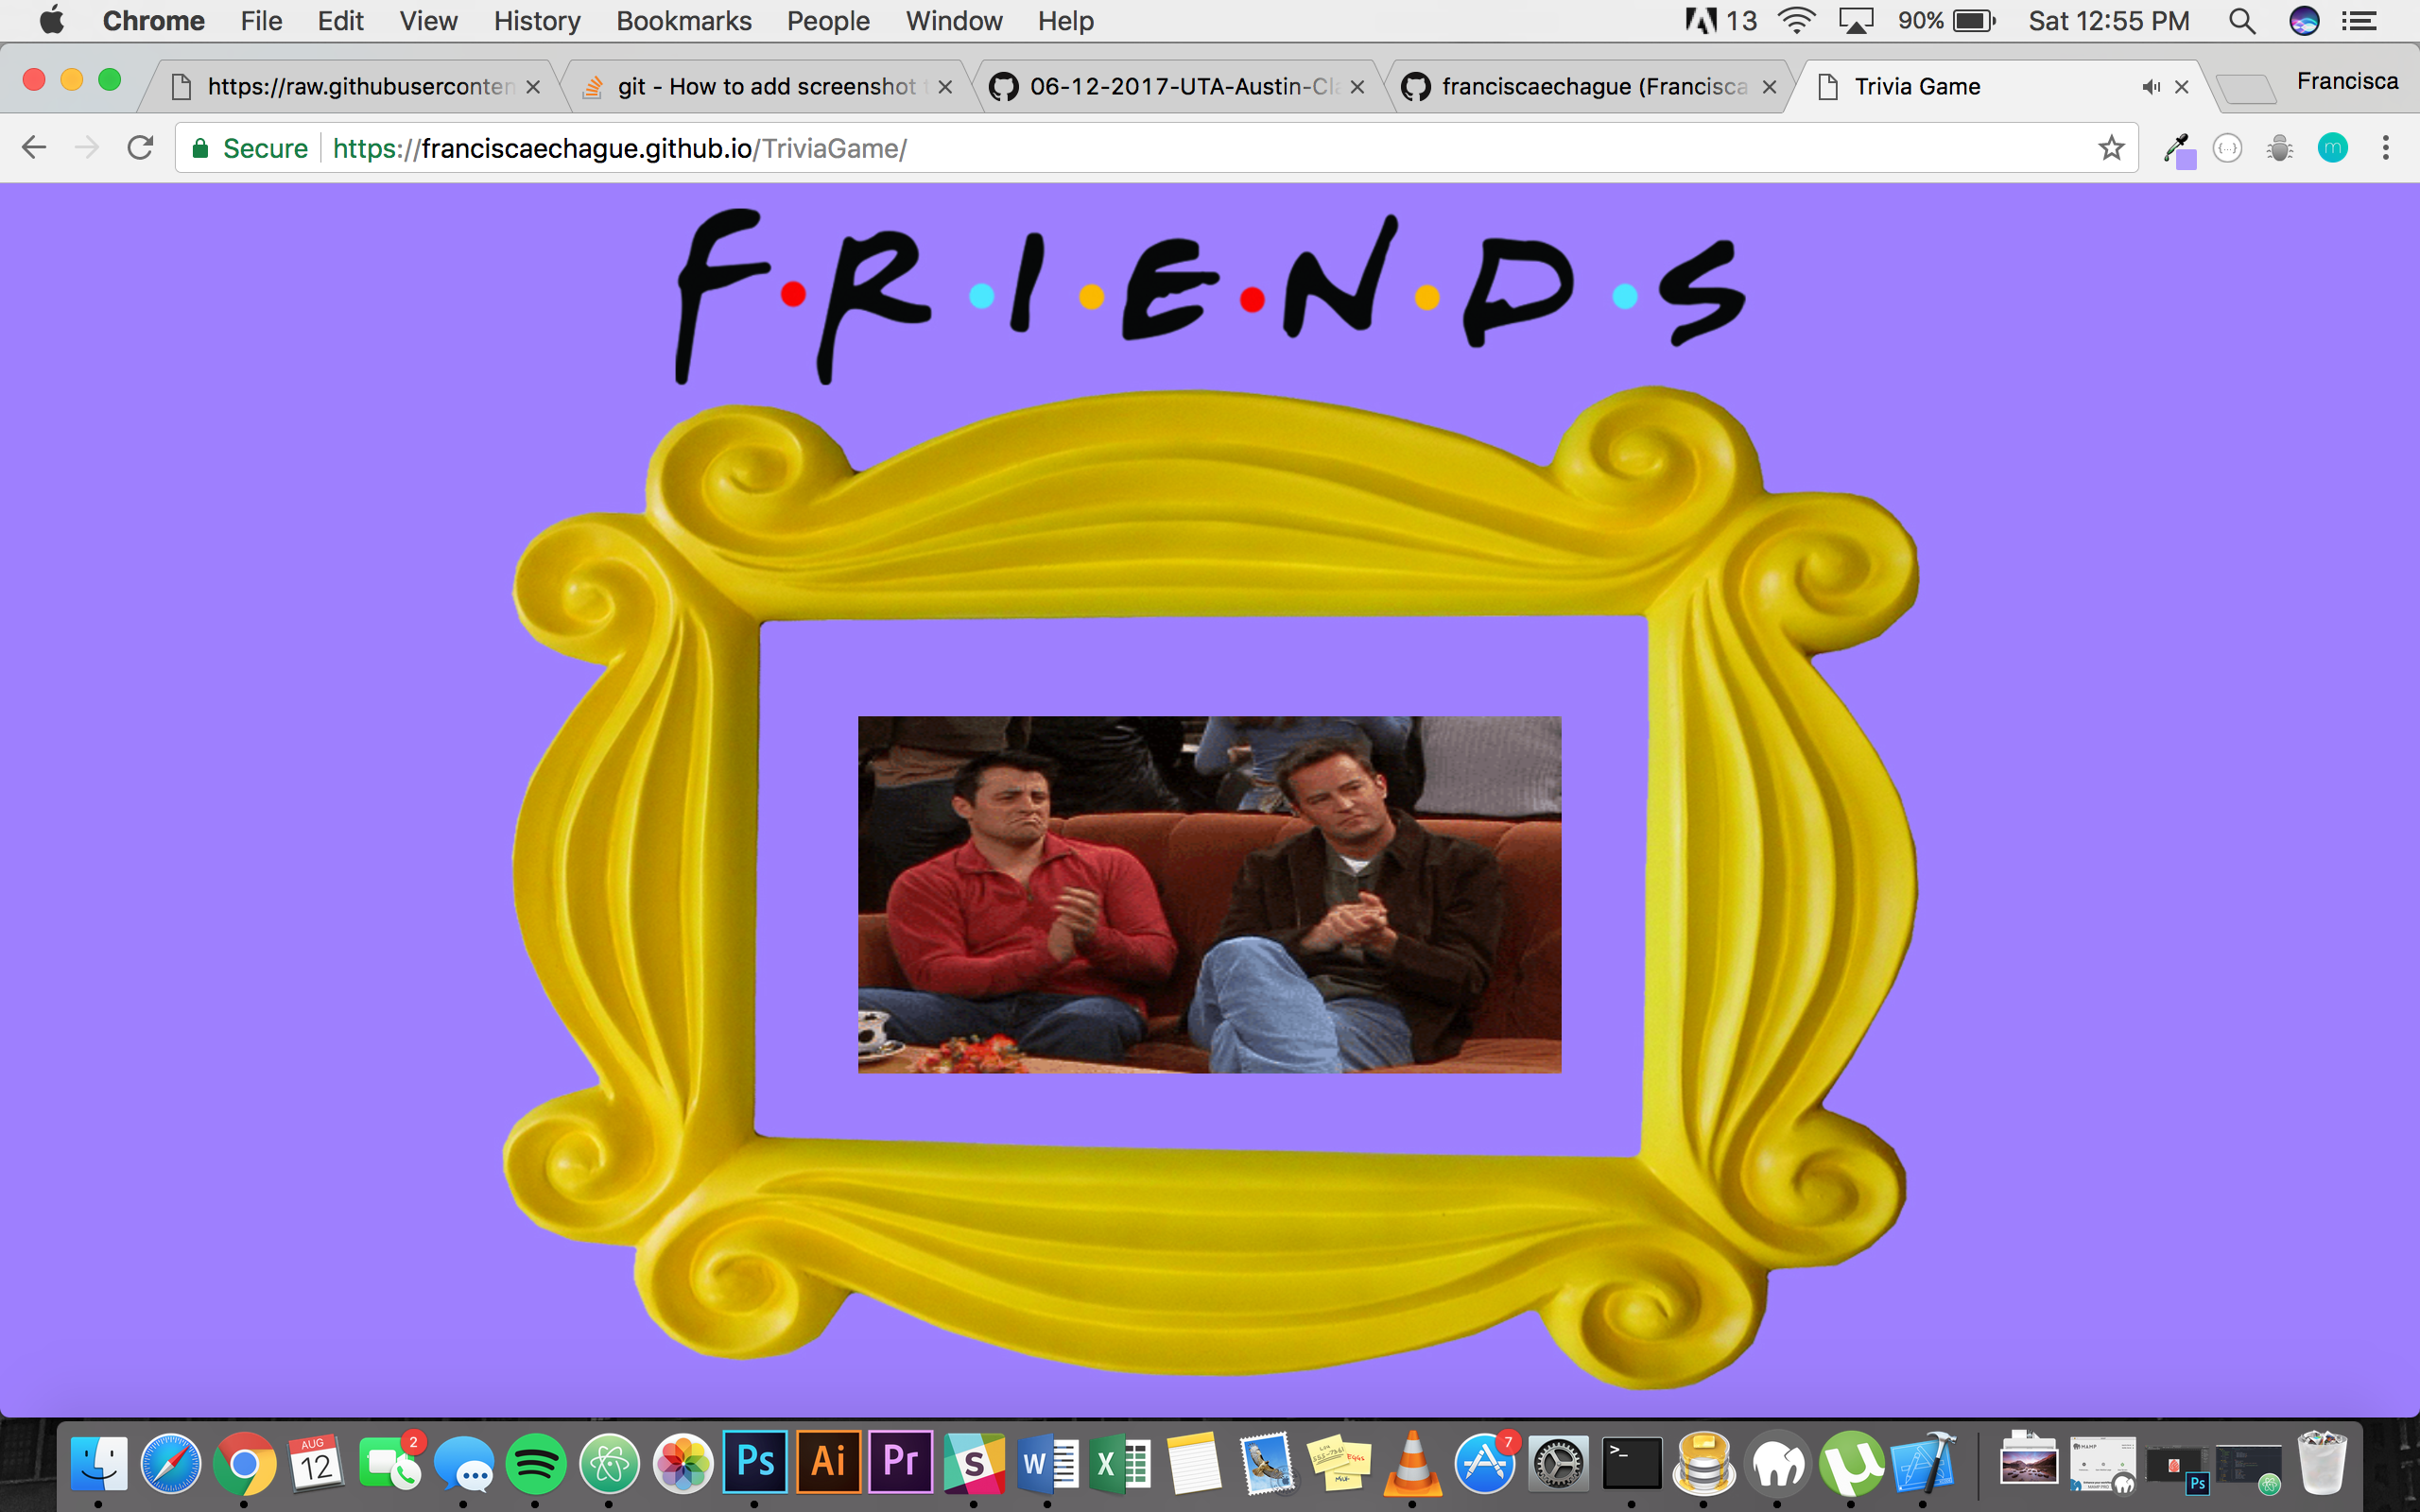 Chrome File Edit View History Bookmarks People Window Help 13 90% Sat 12:55 PM
https://raw.githubuserconten git - How to add screenshot 06-12-2017-UTA-Austin-Cla franciscaechague (Francisca Trivia Game Francisca
Secure https://franciscaechague.github.io/TriviaGame/
F·R·I·E·N·D·S
AUG
12
2
Ps
Ai
Pr
S
W
X
7
>_
Ps